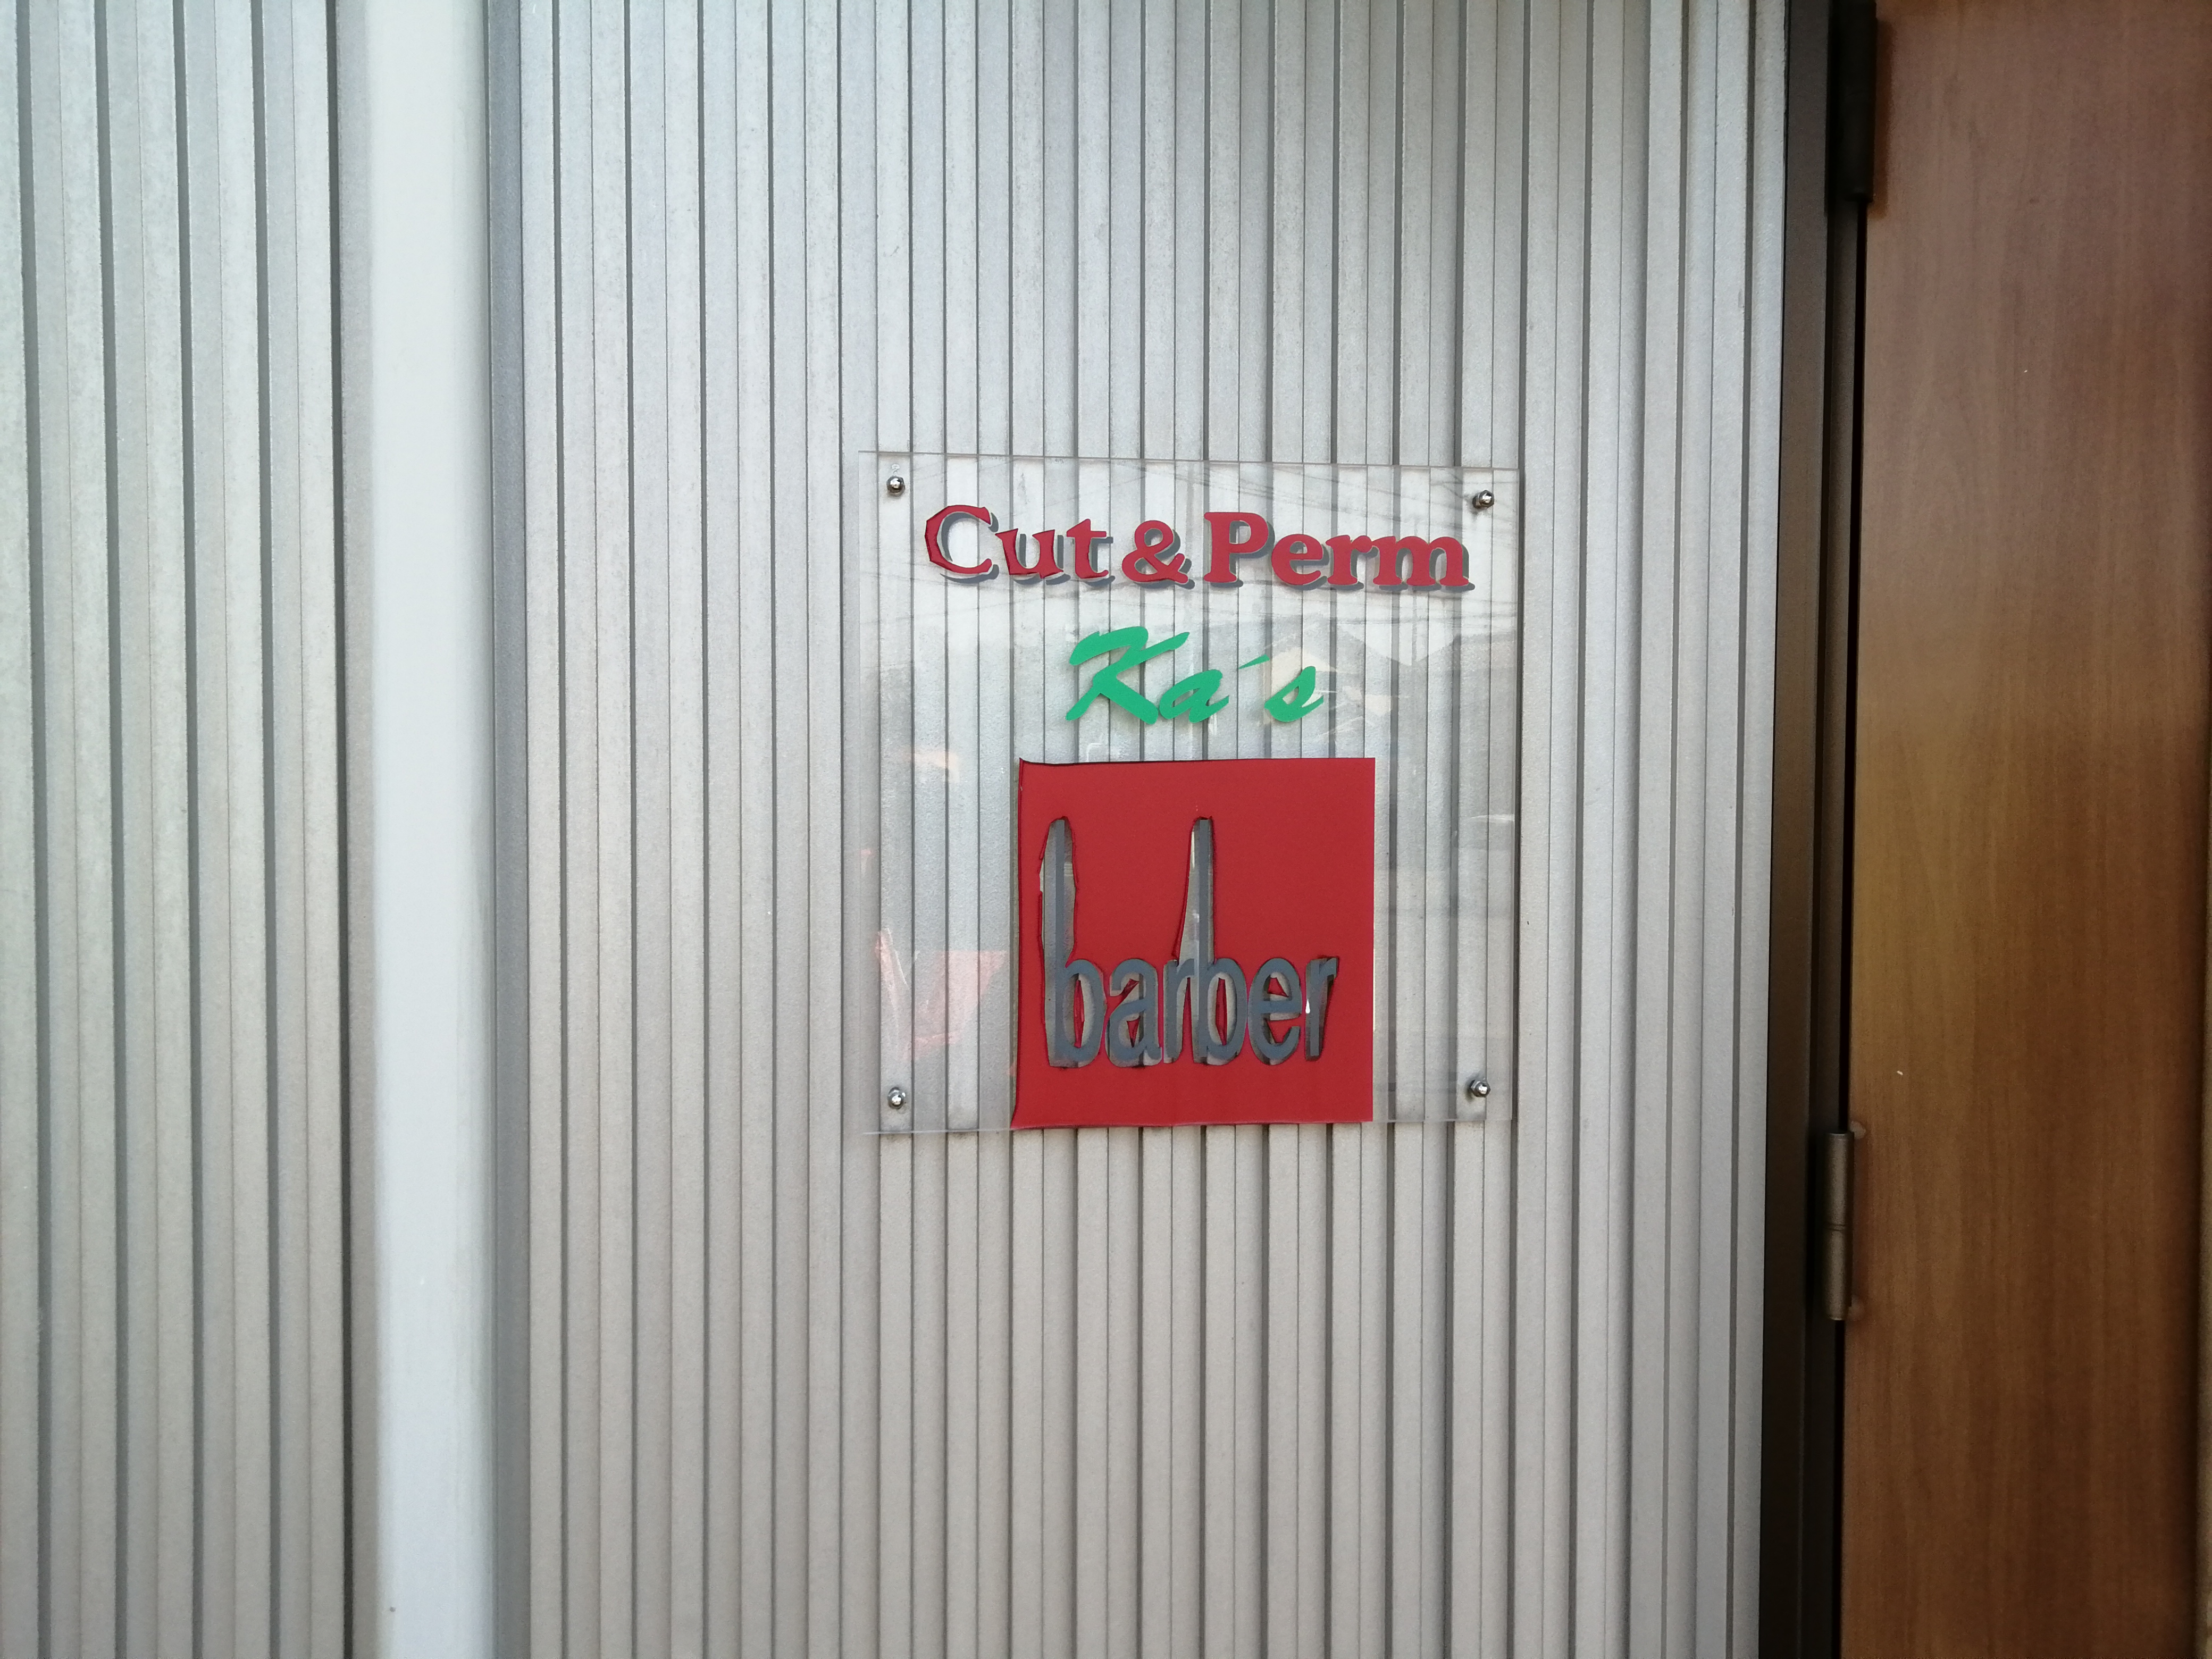 Cut & Perm
Ka's
barber